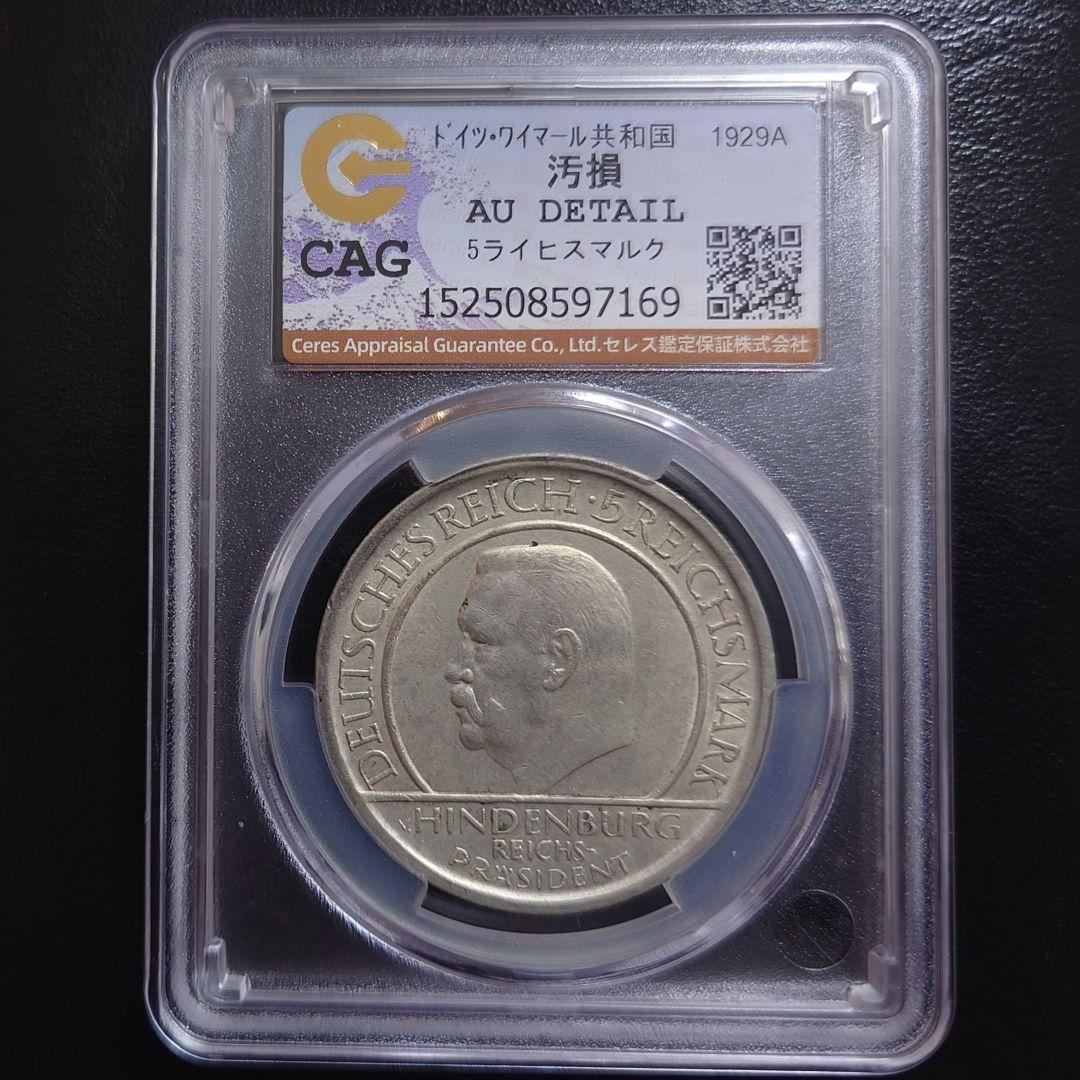 ドイツ・ワイマール共和国 1929A
汚損
AU DETAIL
CAG
5ライヒスマルク
152508597169
Ceres Appraisal Guarantee Co., Ltd.セレス鑑定保証株式会社
DEUTSCHES REICH · 5 REICHSMARK
v. HINDENBURG
REICHS-
PRÄSIDENT